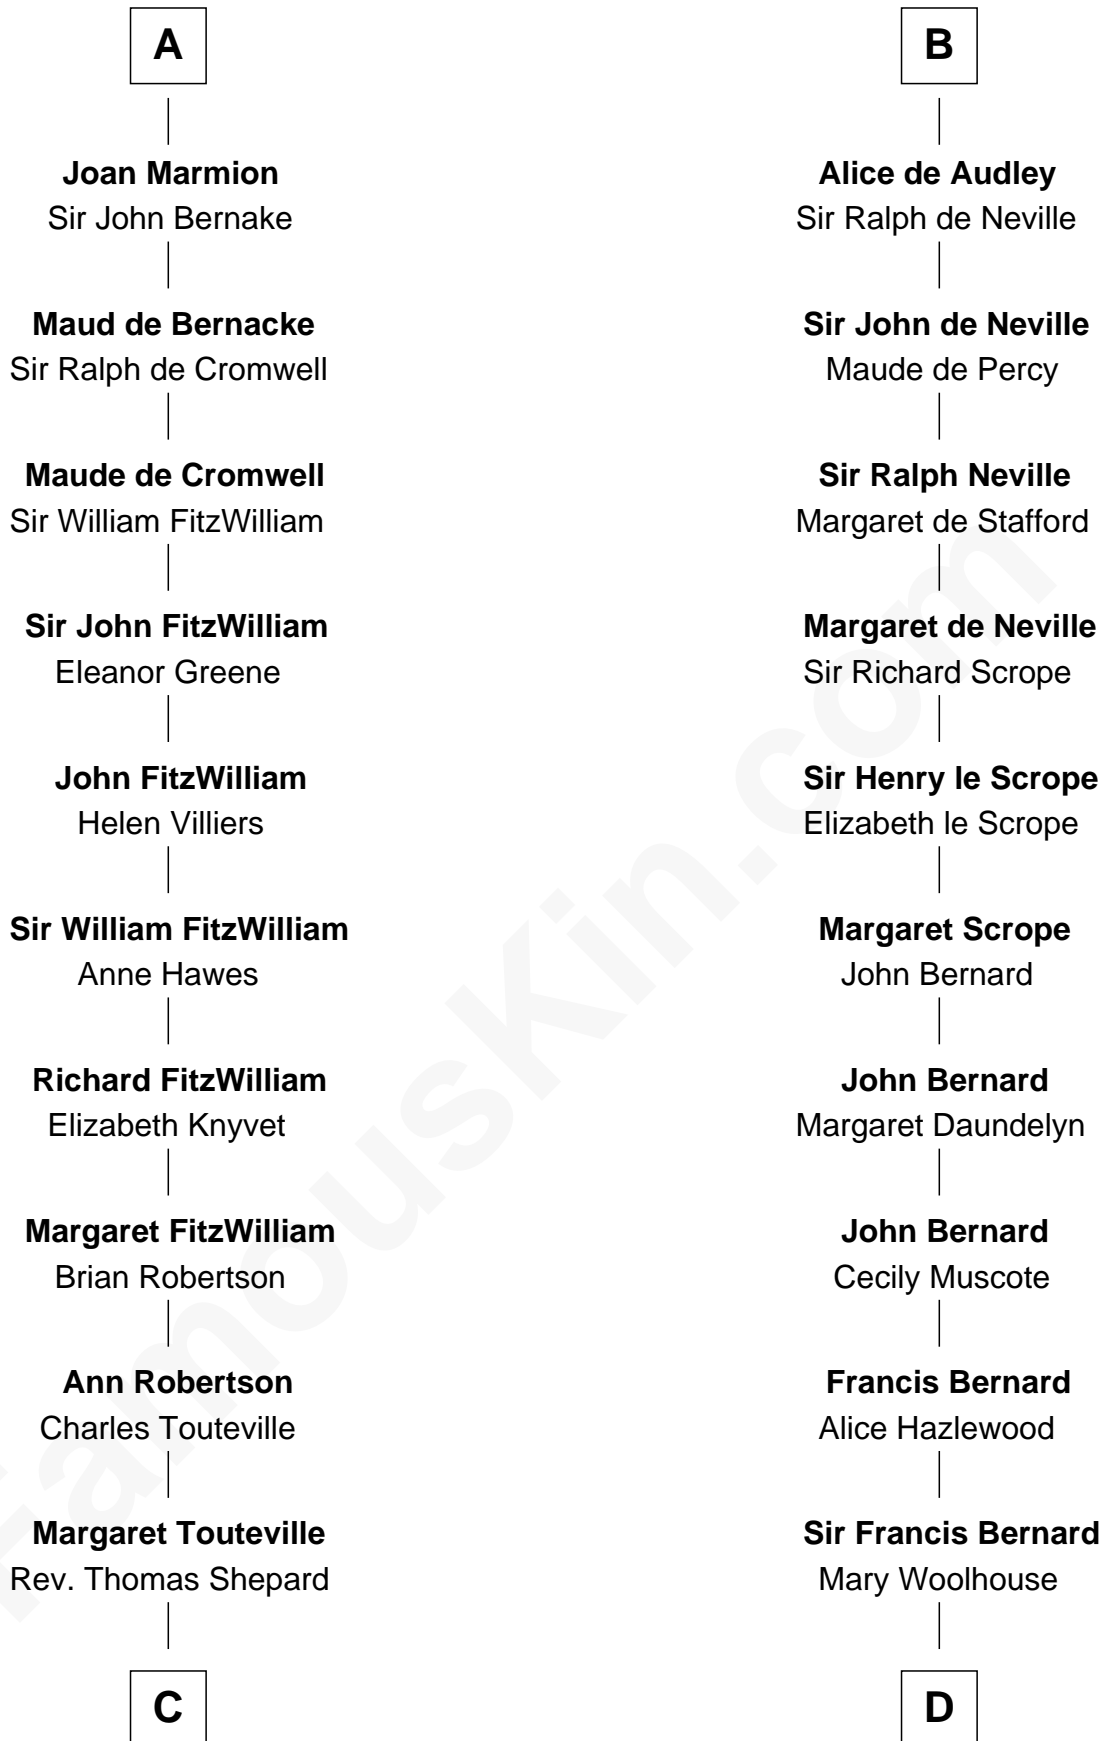 A
Joan Marmion
Sir John Bernake
Maud de Bernacke
Sir Ralph de Cromwell
Maude de Cromwell
Sir William FitzWilliam
Sir John FitzWilliam
Eleanor Greene
John FitzWilliam
Helen Villiers
Sir William FitzWilliam
Anne Hawes
Richard FitzWilliam
Elizabeth Knyvet
Margaret FitzWilliam
Brian Robertson
Ann Robertson
Charles Touteville
Margaret Touteville
Rev. Thomas Shepard
C
B
Alice de Audley
Sir Ralph de Neville
Sir John de Neville
Maude de Percy
Sir Ralph Neville
Margaret de Stafford
Margaret de Neville
Sir Richard Scrope
Sir Henry le Scrope
Elizabeth le Scrope
Margaret Scrope
John Bernard
John Bernard
Margaret Daundelyn
John Bernard
Cecily Muscote
Francis Bernard
Alice Hazlewood
Sir Francis Bernard
Mary Woolhouse
D
FamousKin.com